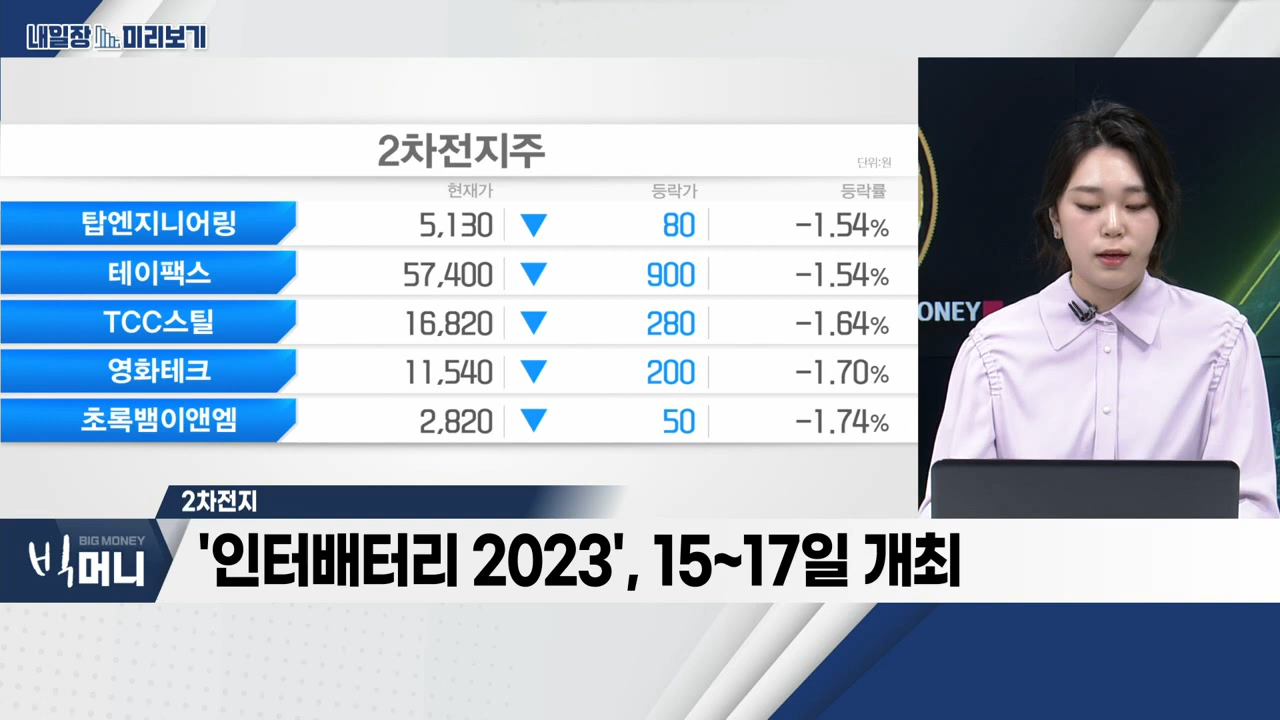 내일장 미리보기
2차전지주
단위:원
현재가 등락가 등락률
탑엔지니어링 5,130 ▼ 80 -1.54%
테이팩스 57,400 ▼ 900 -1.54%
TCC스틸 16,820 ▼ 280 -1.64%
영화테크 11,540 ▼ 200 -1.70%
초록뱀이앤엠 2,820 ▼ 50 -1.74%
ONEY
2차전지
BIG MONEY
빅머니
'인터배터리 2023', 15~17일 개최